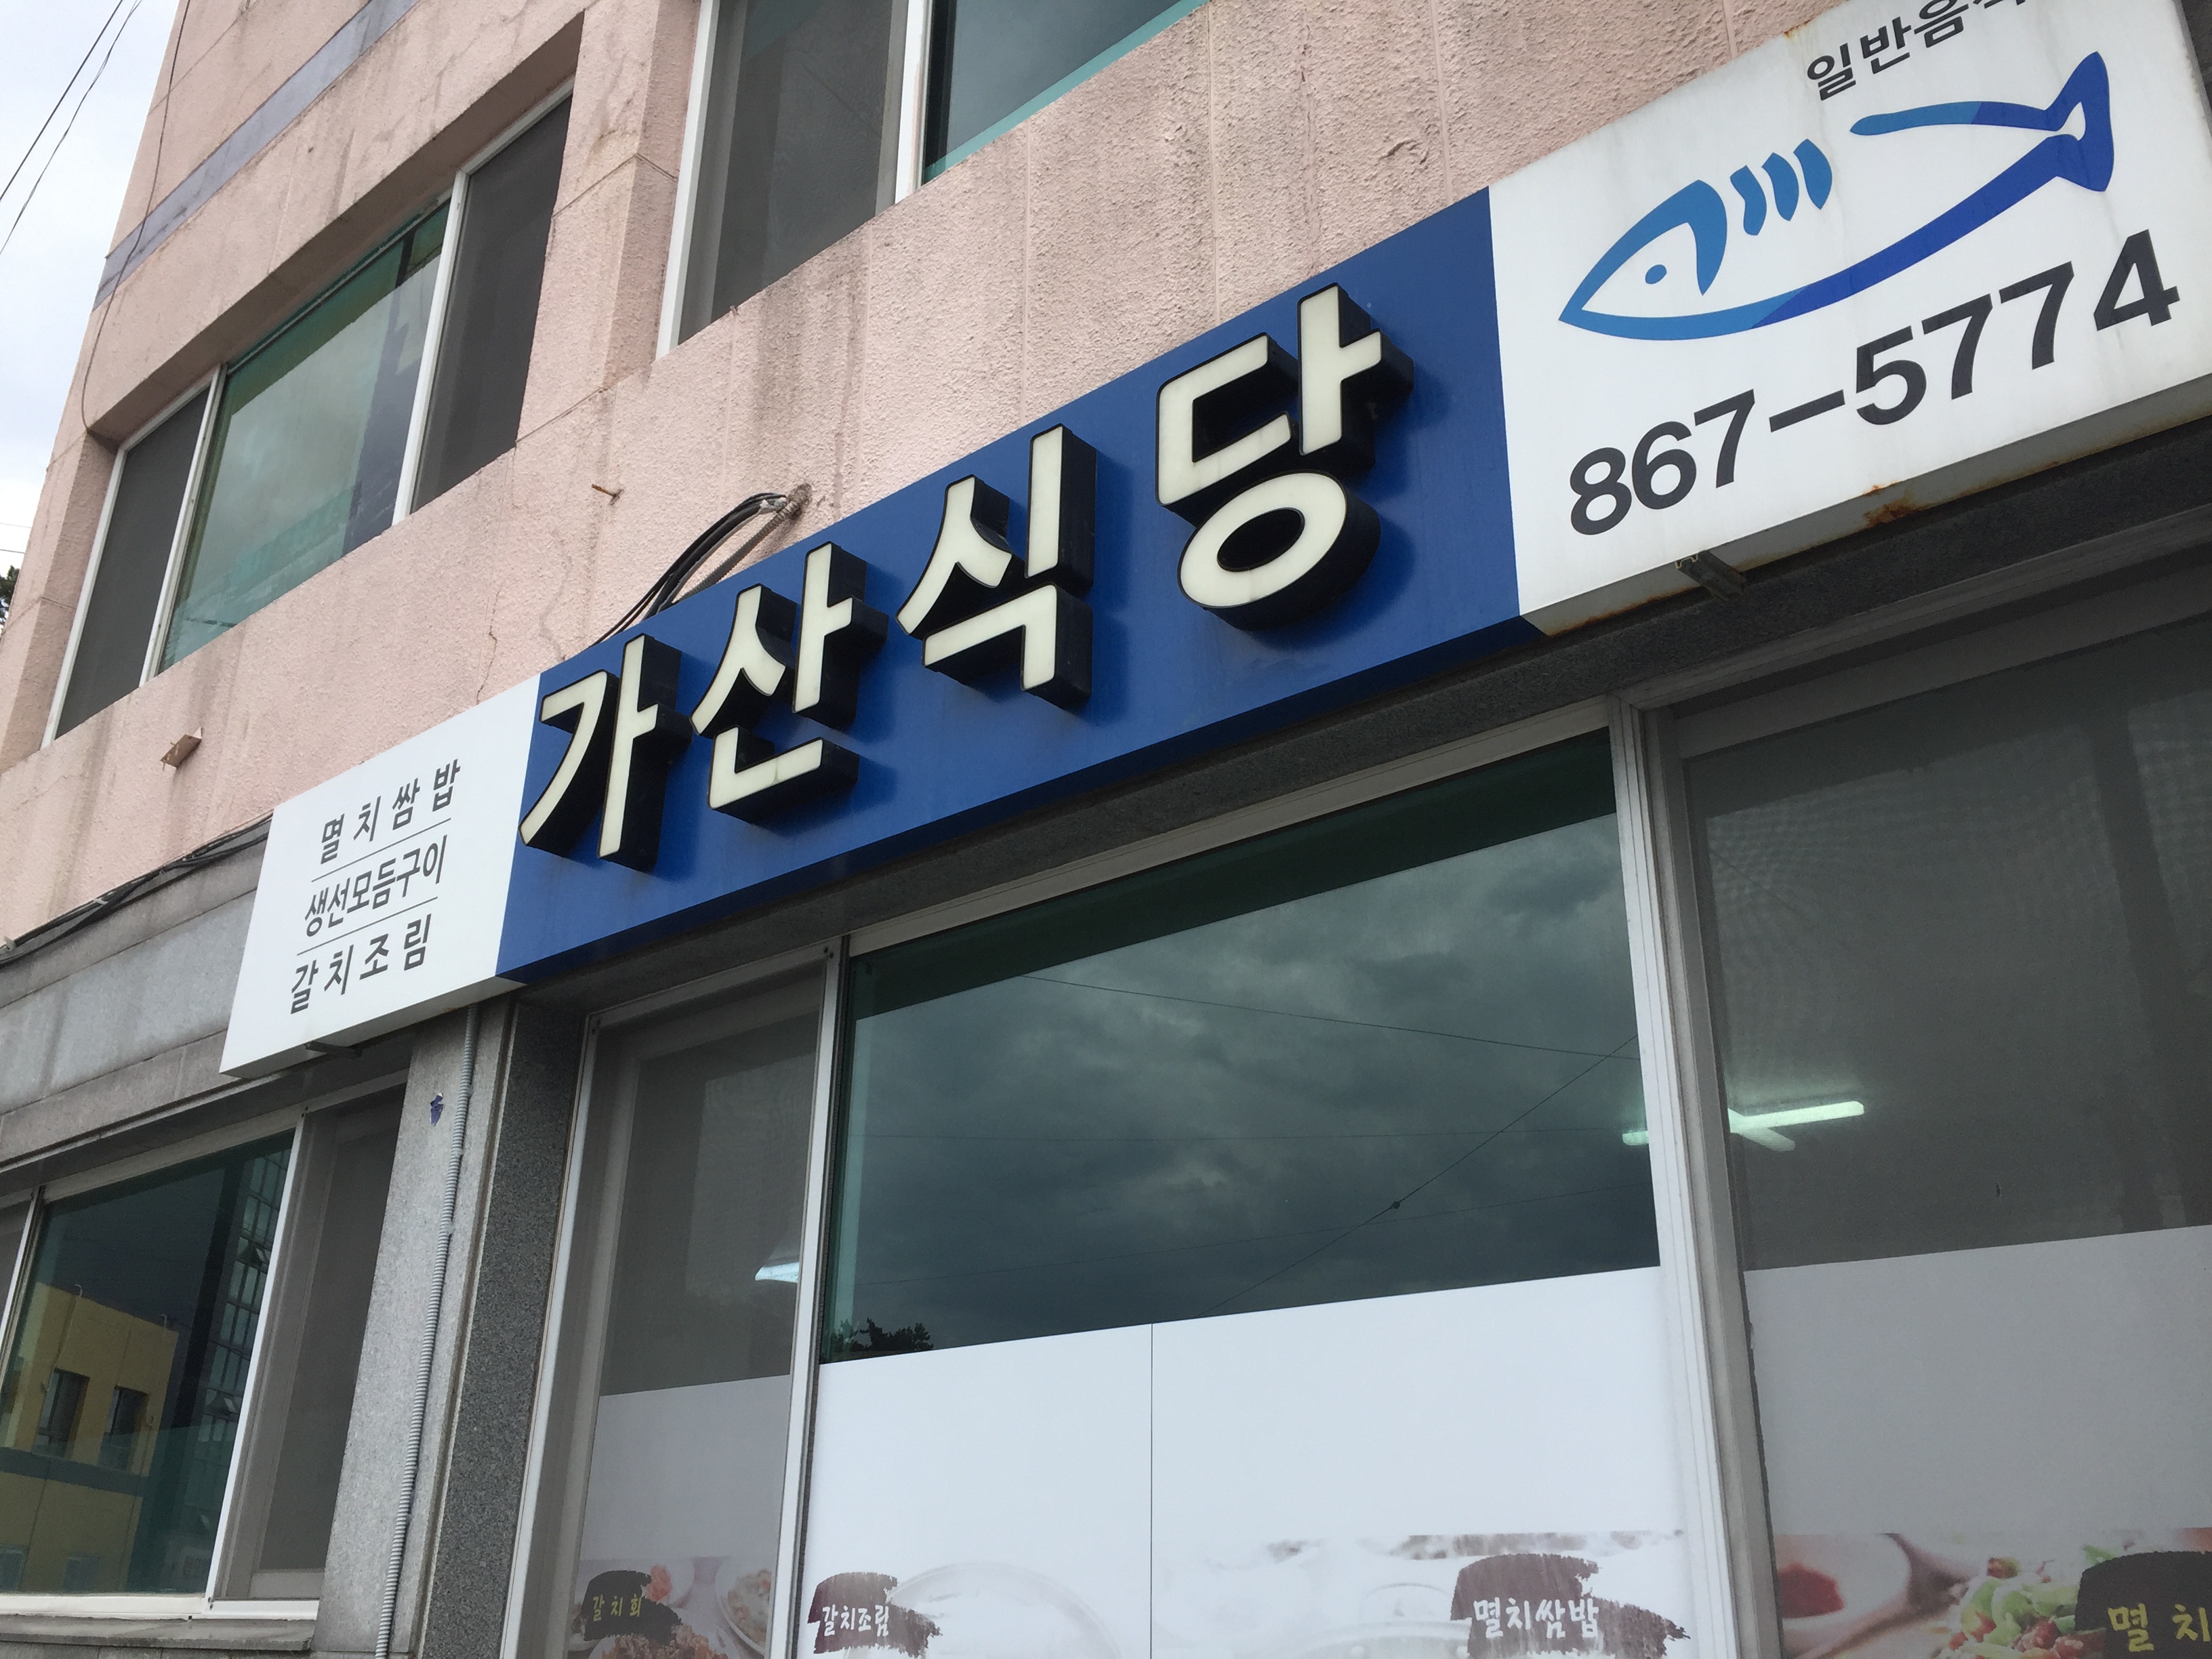 멸치쌈밥
생선모듬구이
갈치조림
가산식당
일반음식
867-5774
갈치회
갈치조림
멸치쌈밥
멸치